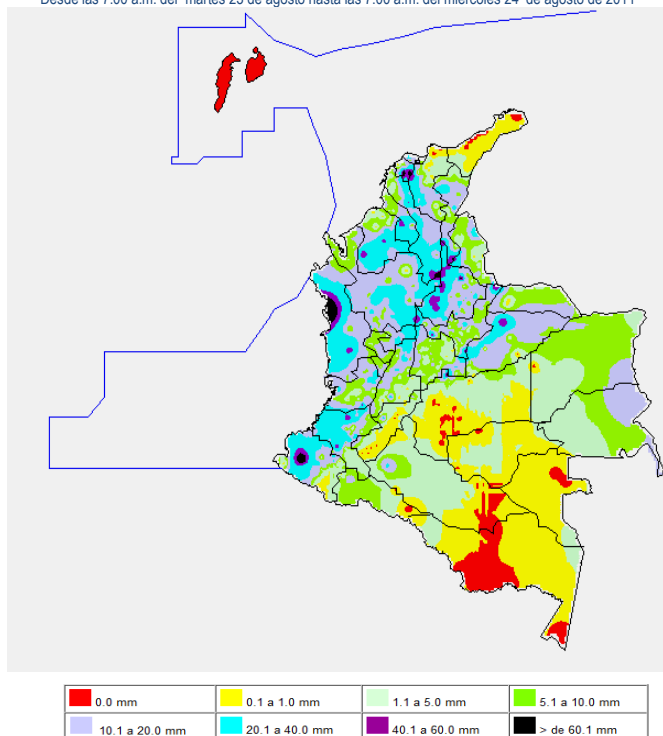 Desde las 7:00 a.m. del martes 23 de agosto hasta las 7:00 a.m. del miércoles 24 de agosto de 2011
0.0 mm
0.1 a 1.0 mm
1.1 a 5.0 mm
5.1 a 10.0 mm
10.1 a 20.0 mm
20.1 a 40.0 mm
40.1 a 60.0 mm
> de 60.1 mm